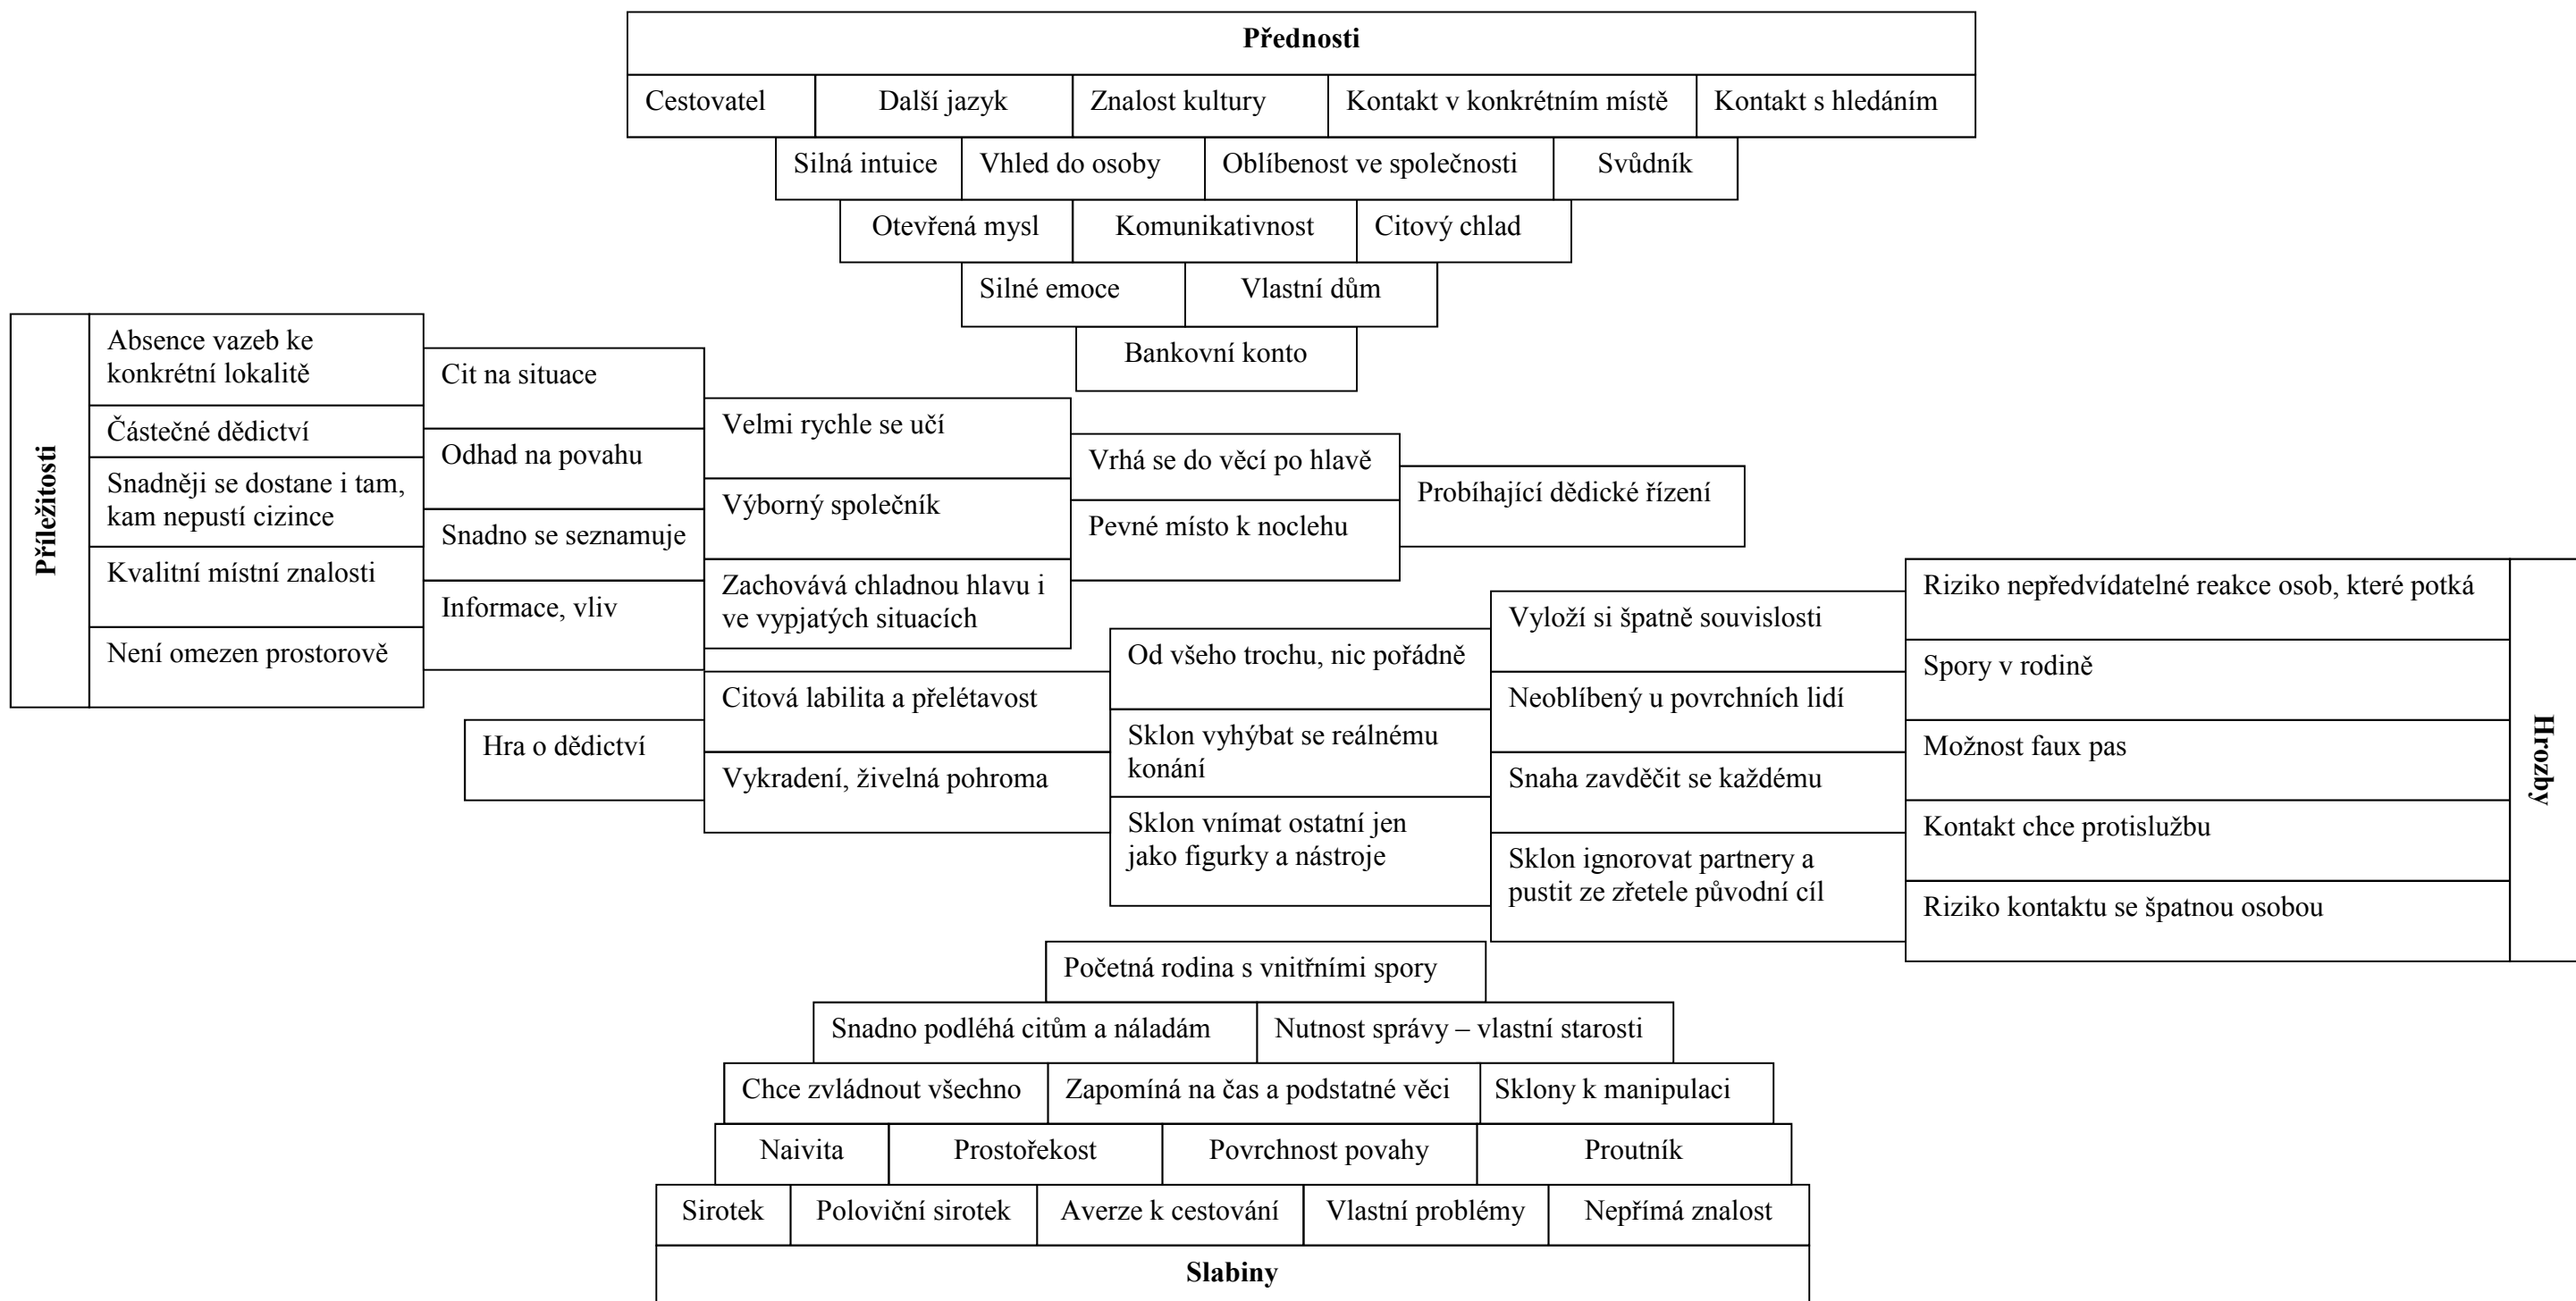 Přednosti
Cestovatel
Další jazyk
Znalost kultury
Kontakt v konkrétním místě
Kontakt s hledáním
Silná intuice
Vhled do osoby
Oblíbenost ve společnosti
Svůdník
Otevřená mysl
Komunikativnost
Citový chlad
Silné emoce
Vlastní dům
Bankovní konto
Příležitosti
Absence vazeb ke
konkrétní lokalitě
Částečné dědictví
Snadněji se dostane i tam,
kam nepustí cizince
Kvalitní místní znalosti
Není omezen prostorově
Cit na situace
Odhad na povahu
Snadno se seznamuje
Informace, vliv
Velmi rychle se učí
Výborný společník
Zachovává chladnou hlavu i
ve vypjatých situacích
Vrhá se do věcí po hlavě
Pevné místo k noclehu
Probíhající dědické řízení
Hra o dědictví
Citová labilita a přelétavost
Vykradení, živelná pohroma
Od všeho trochu, nic pořádně
Sklon vyhýbat se reálnému
konání
Sklon vnímat ostatní jen
jako figurky a nástroje
Vyloží si špatně souvislosti
Neoblíbený u povrchních lidí
Snaha zavděčit se každému
Sklon ignorovat partnery a
pustit ze zřetele původní cíl
Riziko nepředvídatelné reakce osob, které potká
Spory v rodině
Možnost faux pas
Kontakt chce protislužbu
Riziko kontaktu se špatnou osobou
Hrozby
Početná rodina s vnitřními spory
Snadno podléhá citům a náladám
Nutnost správy – vlastní starosti
Chce zvládnout všechno
Zapomíná na čas a podstatné věci
Sklony k manipulaci
Naivita
Prostořekost
Povrchnost povahy
Proutník
Sirotek
Poloviční sirotek
Averze k cestování
Vlastní problémy
Nepřímá znalost
Slabiny